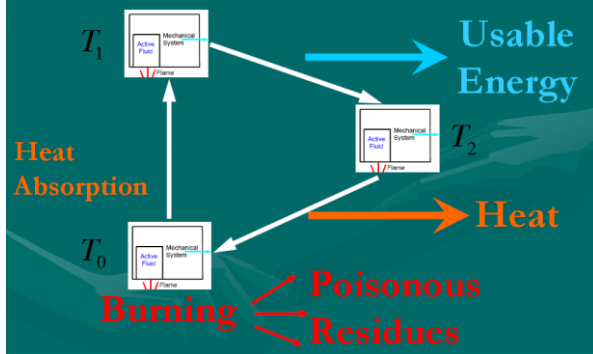 T1
Active
Fluid
Mechanical
System
Flame
Usable
Energy
Active
Fluid
Mechanical
System
T2
Heat
Absorption
Heat
T0
Active
Fluid
Mechanical
System
Flame
Burning
Poisonous
Residues